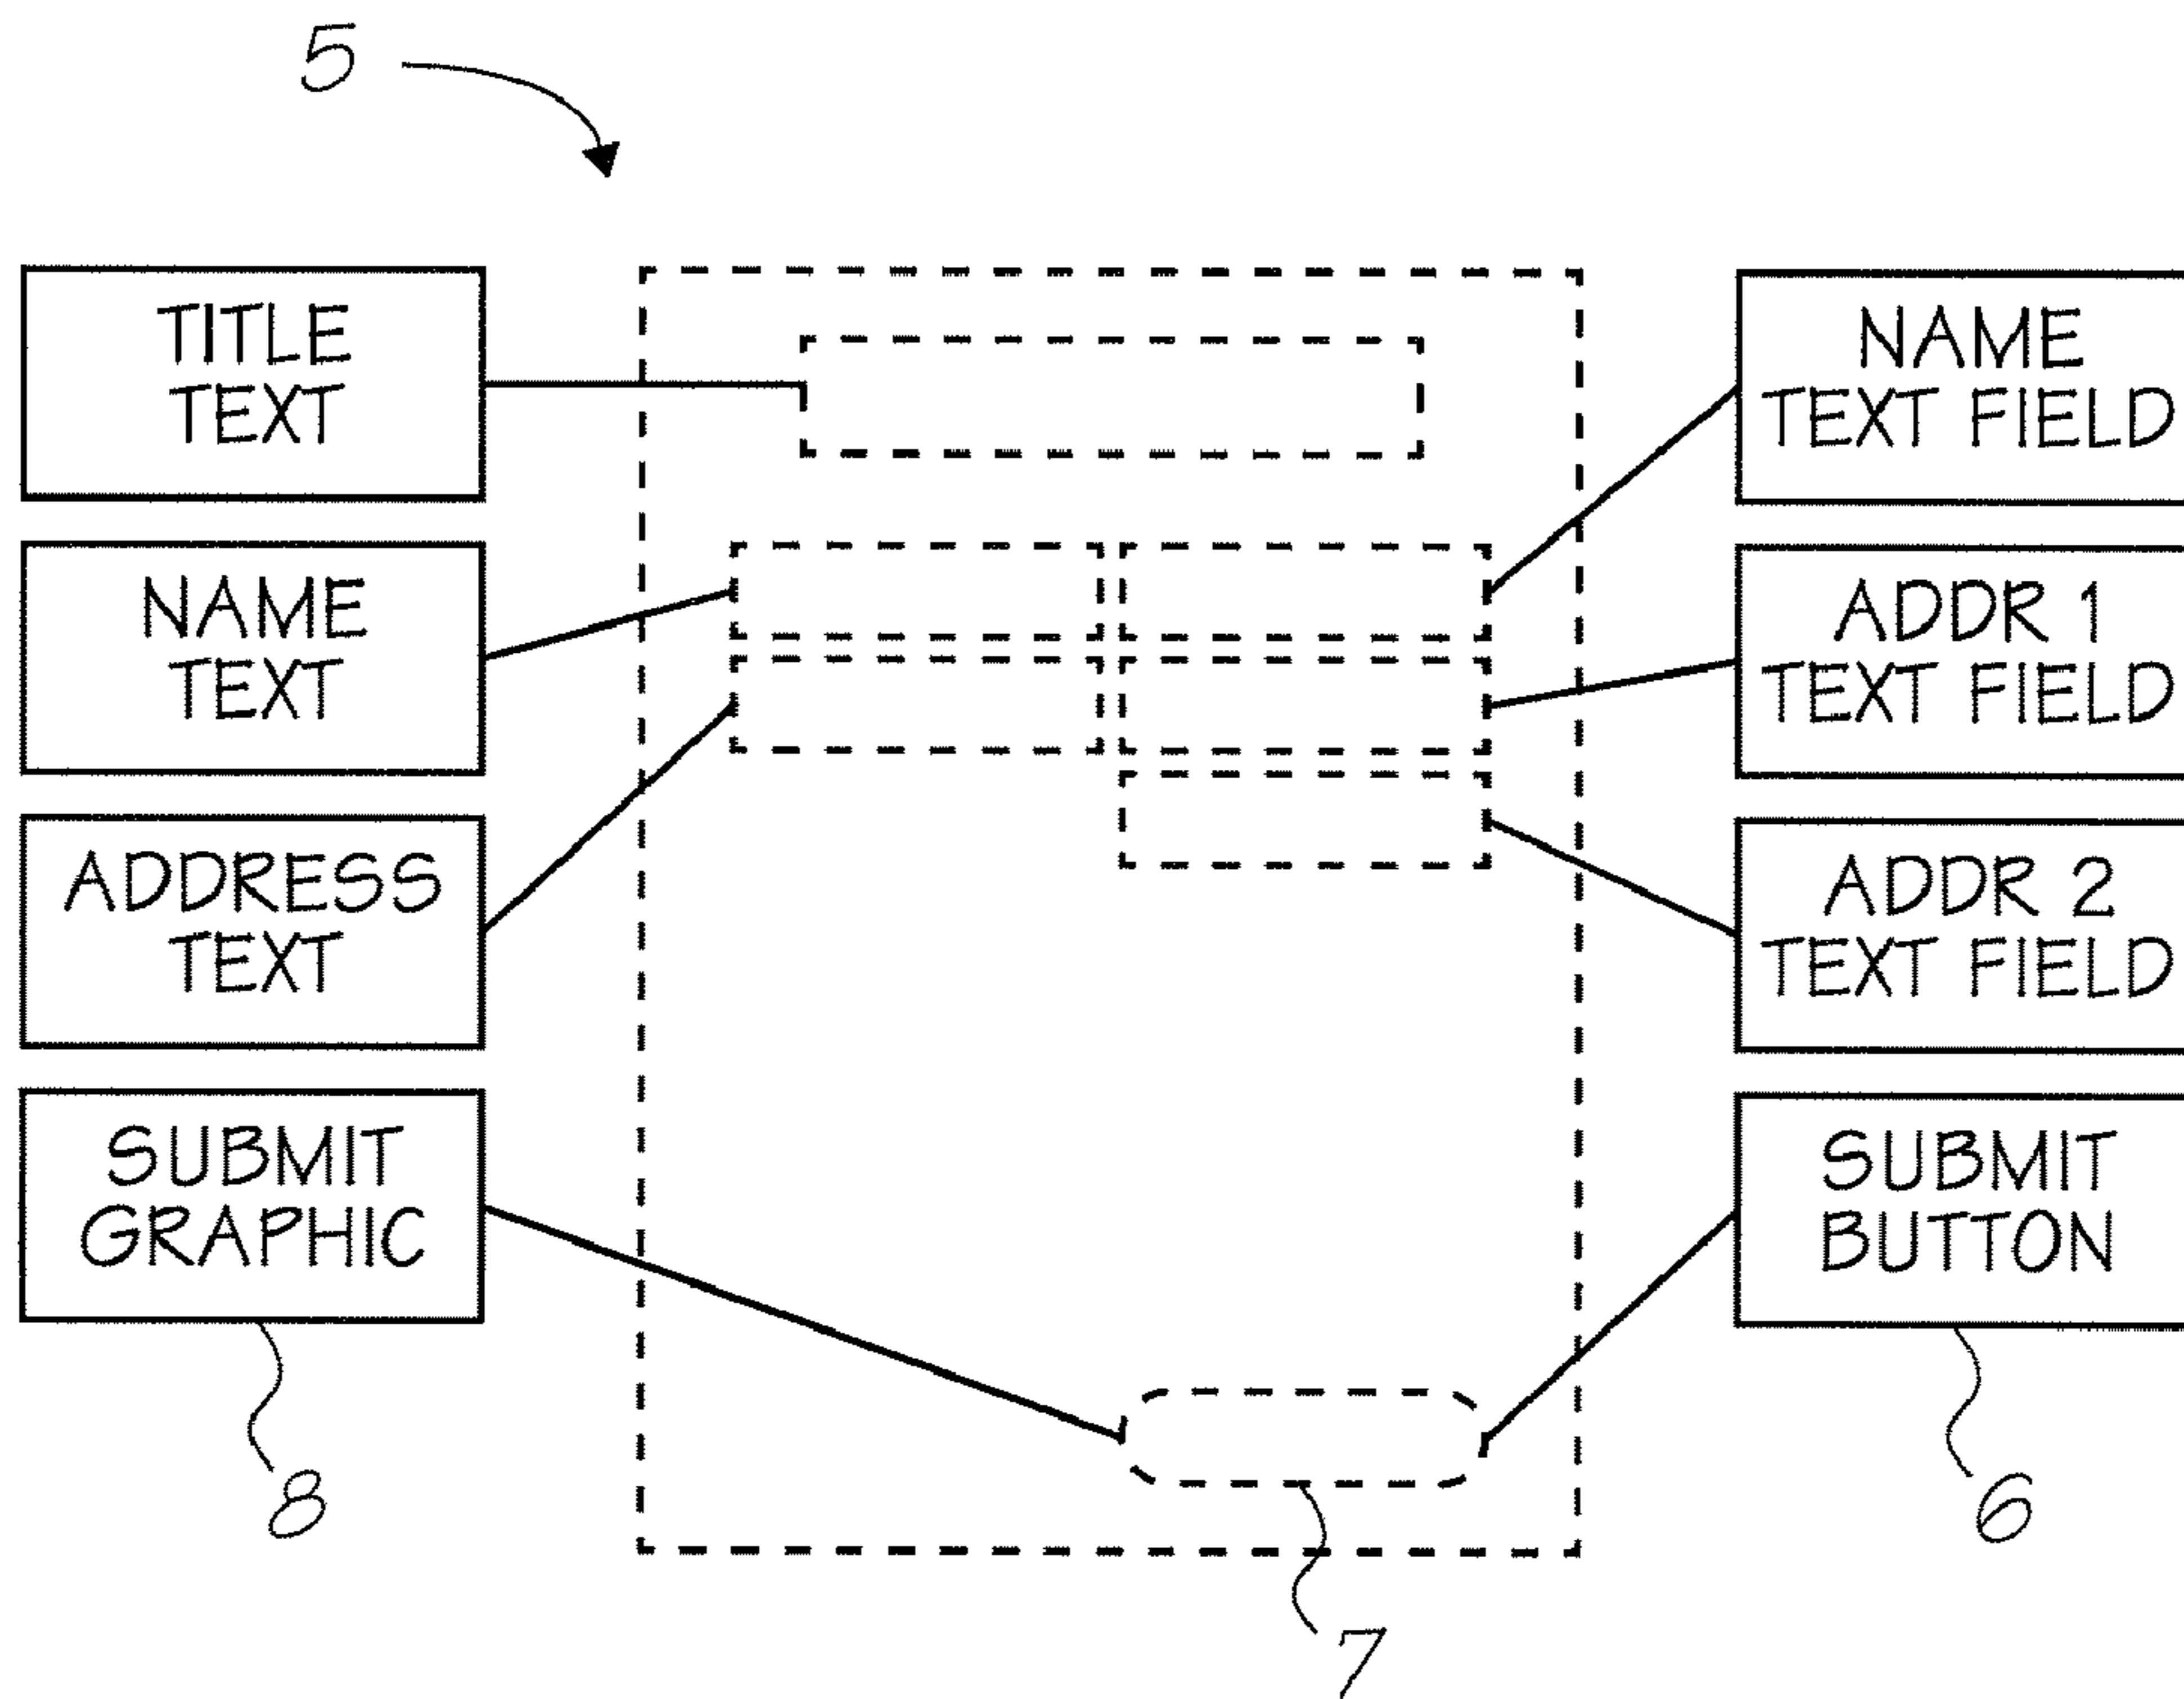 5
TITLE
TEXT
NAME
TEXT
ADDRESS
TEXT
SUBMIT
GRAPHIC
8
7
NAME
TEXT FIELD
ADDR 1
TEXT FIELD
ADDR 2
TEXT FIELD
SUBMIT
BUTTON
6